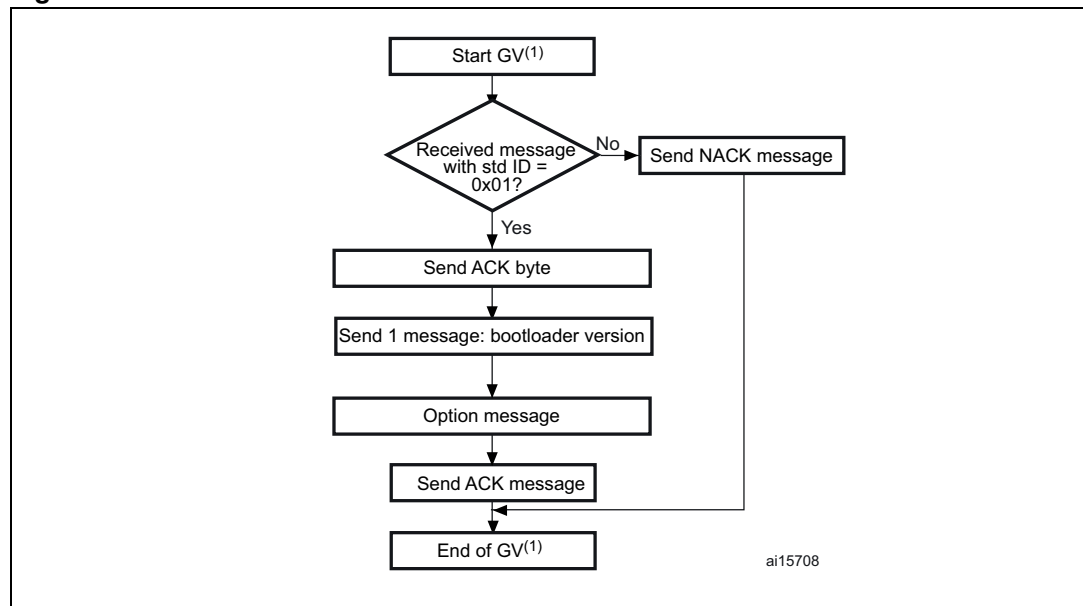 Start GV(1)
Received message
with std ID =
0x01?
No
Send NACK message
Yes
Send ACK byte
Send 1 message: bootloader version
Option message
Send ACK message
End of GV(1)
ai15708